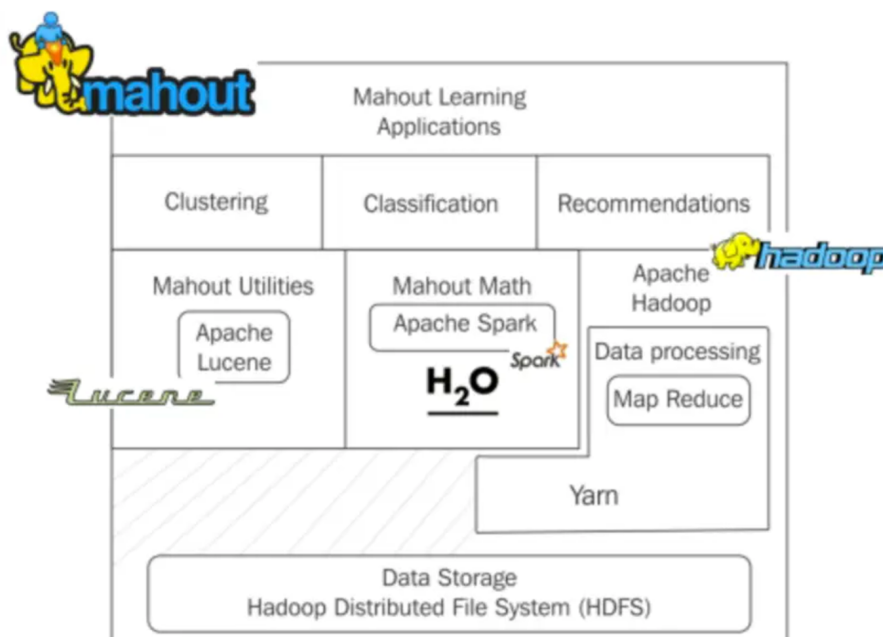 mahout
Mahout Learning
Applications
Clustering
Classification
Recommendations
hadoop
Mahout Utilities
Apache
Lucene
Lucene
Mahout Math
Apache Spark
Spark
H2O
Apache
Hadoop
Data processing
Map Reduce
Yarn
Data Storage
Hadoop Distributed File System (HDFS)